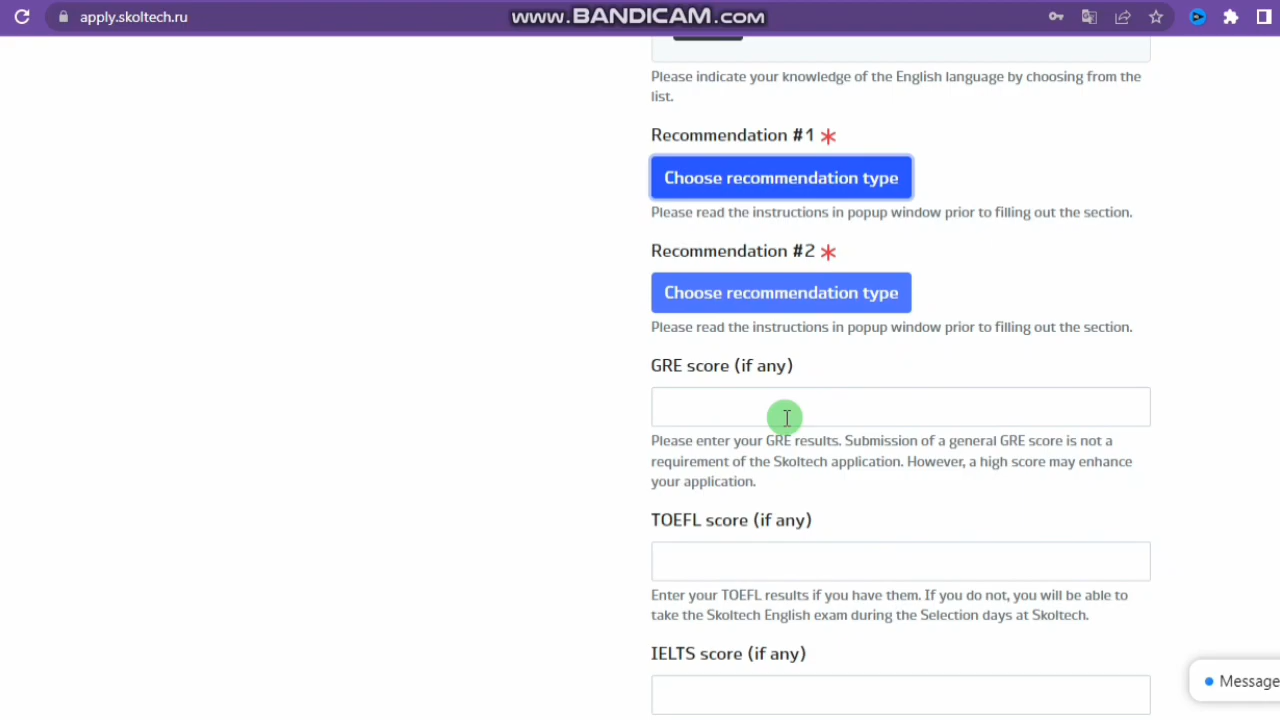 apply.skoltech.ru
www.BANDICAM.com
Please indicate your knowledge of the English language by choosing from the
list.
Recommendation #1 *
Choose recommendation type
Please read the instructions in popup window prior to filling out the section.
Recommendation #2 *
Choose recommendation type
Please read the instructions in popup window prior to filling out the section.
GRE score (if any)
Please enter your GRE results. Submission of a general GRE score is not a
requirement of the Skoltech application. However, a high score may enhance
your application.
TOEFL score (if any)
Enter your TOEFL results if you have them. If you do not, you will be able to
take the Skoltech English exam during the Selection days at Skoltech.
IELTS score (if any)
Message